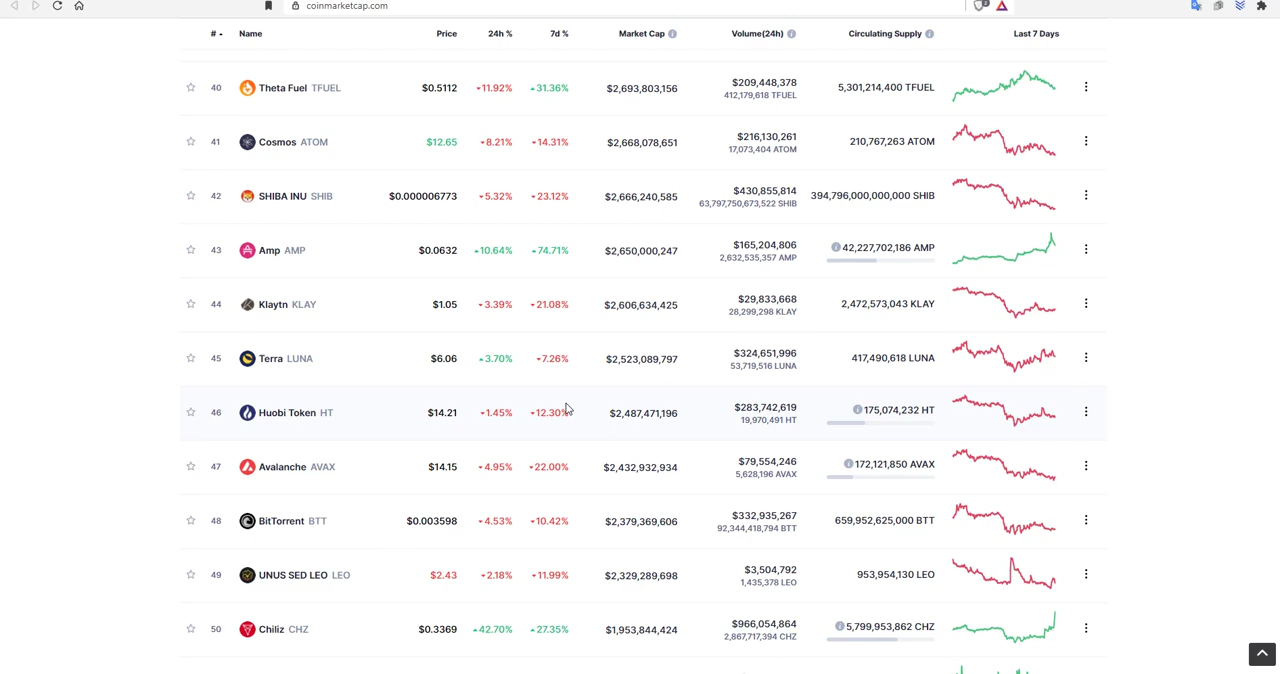 coinmarketcap.com
# Name Price 24h % 7d % Market Cap Volume(24h) Circulating Supply Last 7 Days
40 Theta Fuel TFUEL $0.5112 11.92% 31.36% $2,693,803,156 $209,448,378 5,301,214,400 TFUEL
412,179,618 TFUEL
41 Cosmos ATOM $12.65 8.21% 14.31% $2,668,078,651 $216,130,261 210,767,263 ATOM
17,073,404 ATOM
42 SHIBA INU SHIB $0.000006773 5.32% 23.12% $2,666,240,585 $430,855,814 394,796,000,000,000 SHIB
63,797,750,673,522 SHIB
43 Amp AMP $0.0632 10.64% 74.71% $2,650,000,247 $165,204,806 42,227,702,186 AMP
2,632,535,357 AMP
44 Klaytn KLAY $1.05 3.39% 21.08% $2,606,634,425 $29,833,668 2,472,573,043 KLAY
28,299,298 KLAY
45 Terra LUNA $6.06 3.70% 7.26% $2,523,089,797 $324,651,996 417,490,618 LUNA
53,719,516 LUNA
46 Huobi Token HT $14.21 1.45% 12.30% $2,487,471,196 $283,742,619 175,074,232 HT
19,970,491 HT
47 Avalanche AVAX $14.15 4.95% 22.00% $2,432,932,934 $79,554,246 172,121,850 AVAX
5,628,196 AVAX
48 BitTorrent BTT $0.003598 4.53% 10.42% $2,379,369,606 $332,935,267 659,952,625,000 BTT
92,344,418,794 BTT
49 UNUS SED LEO LEO $2.43 2.18% 11.99% $2,329,289,698 $3,504,792 953,954,130 LEO
1,435,378 LEO
50 Chiliz CHZ $0.3369 42.70% 27.35% $1,953,844,424 $966,054,864 5,799,953,862 CHZ
2,867,717,394 CHZ